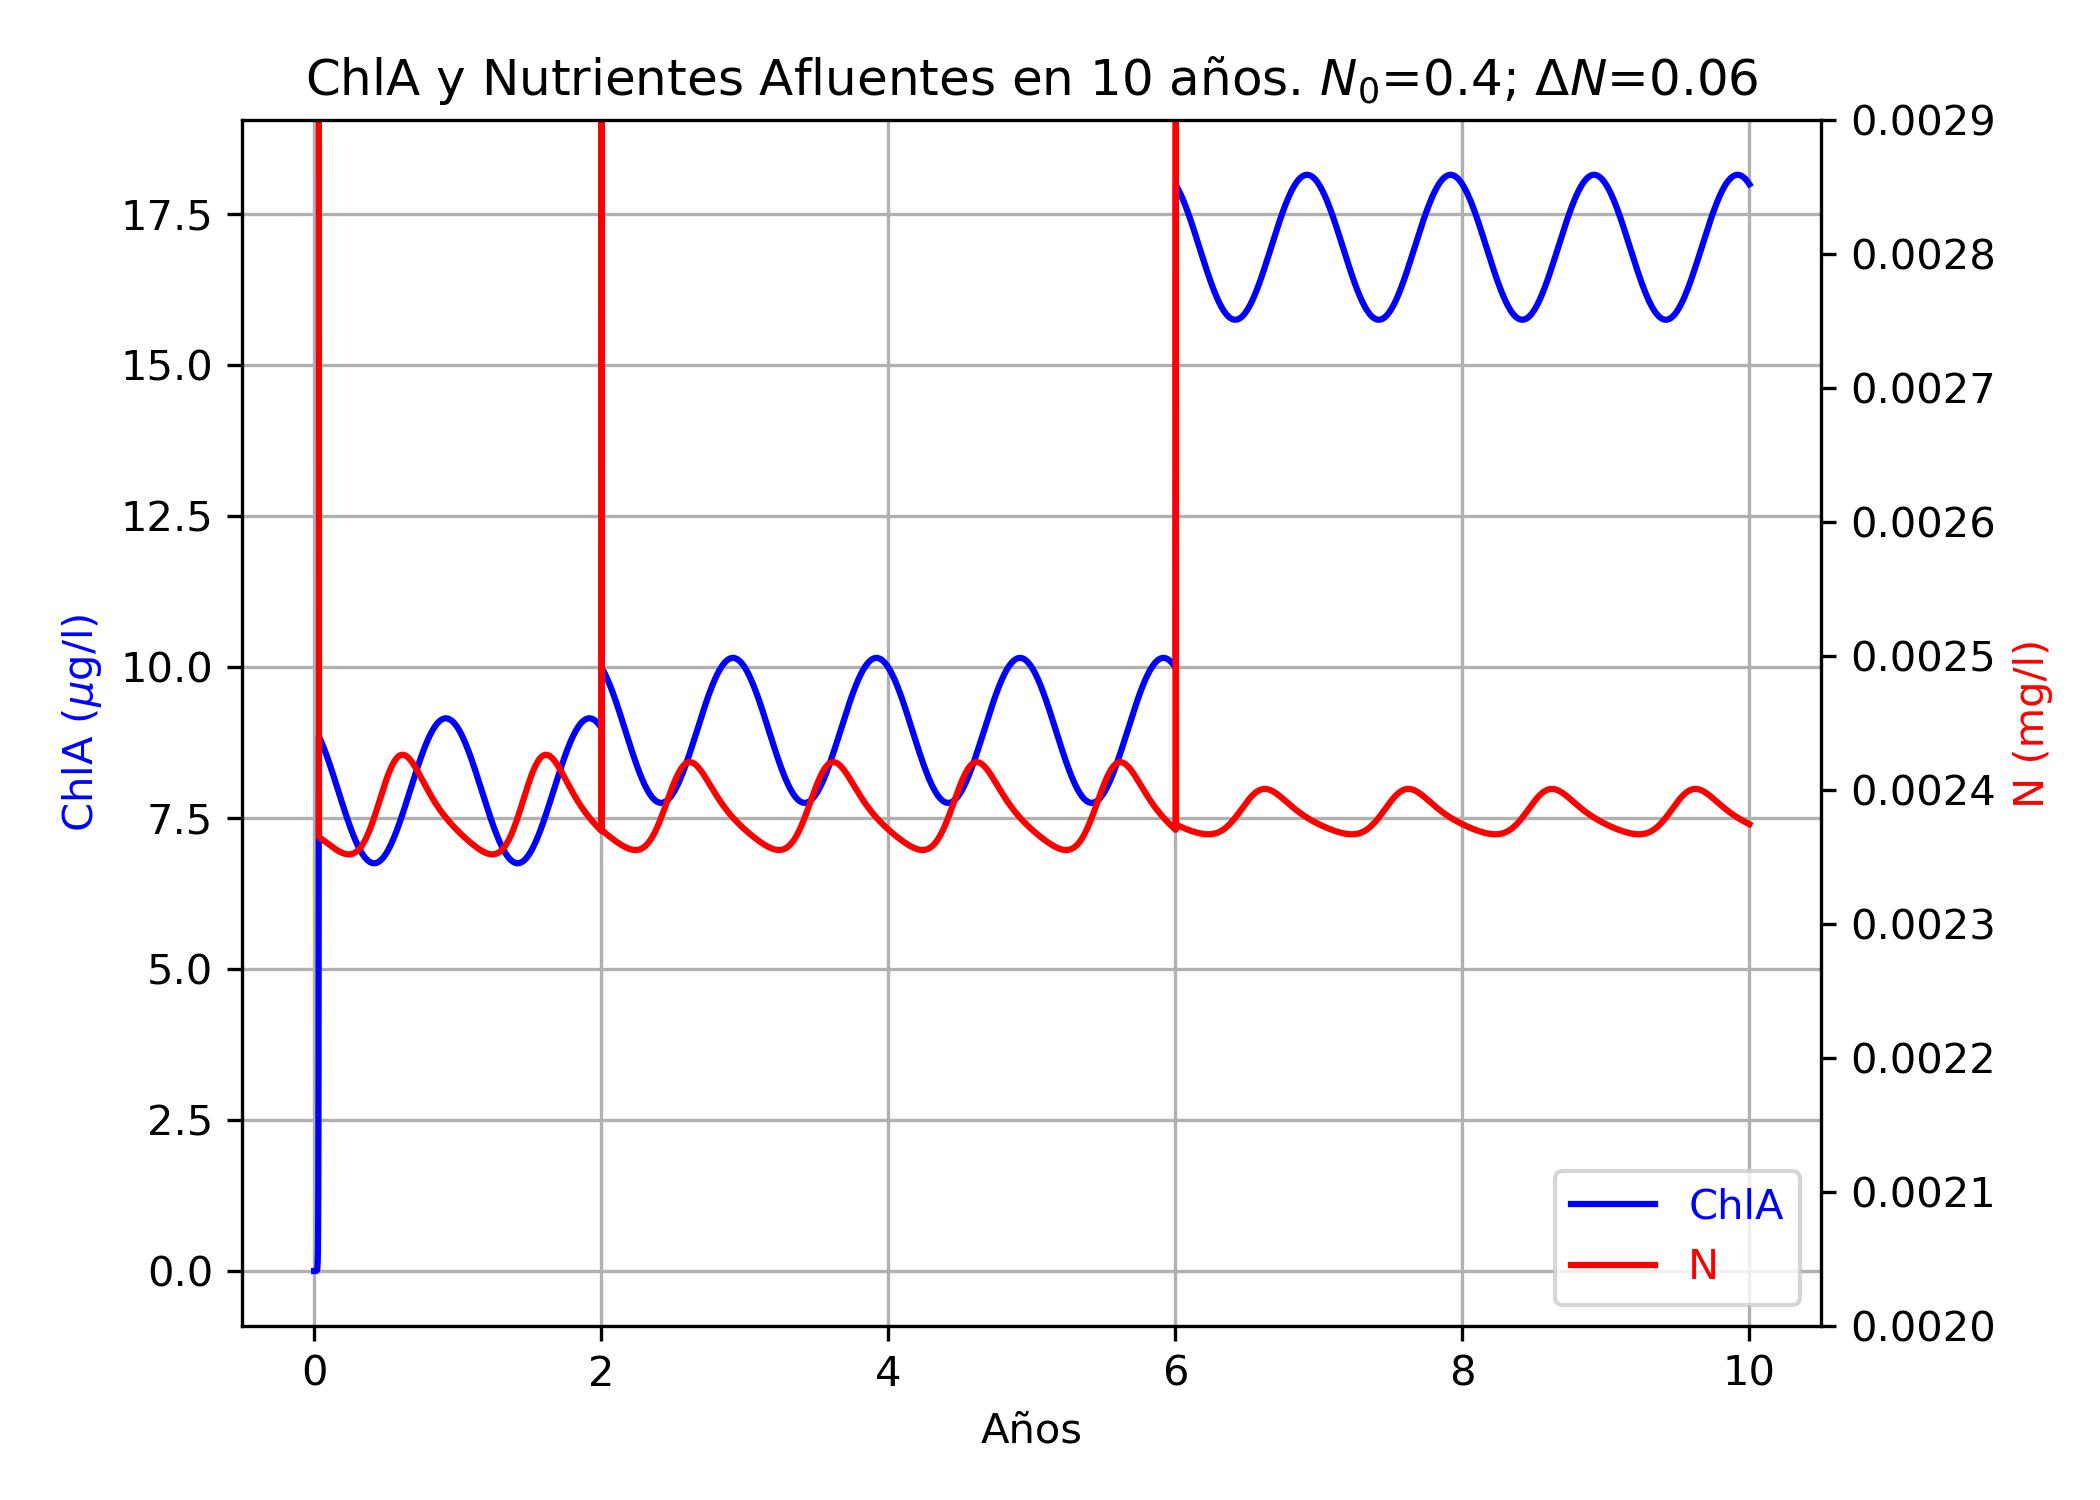 ChlA y Nutrientes Afluentes en 10 años. N₀=0.4; ΔN=0.06
ChlA (μg/l)
17.5
15.0
12.5
10.0
7.5
5.0
2.5
0.0
0.0029
0.0028
0.0027
0.0026
0.0025
0.0024
0.0023
0.0022
0.0021
0.0020
N (mg/l)
ChlA
N
0 2 4 6 8 10
Años